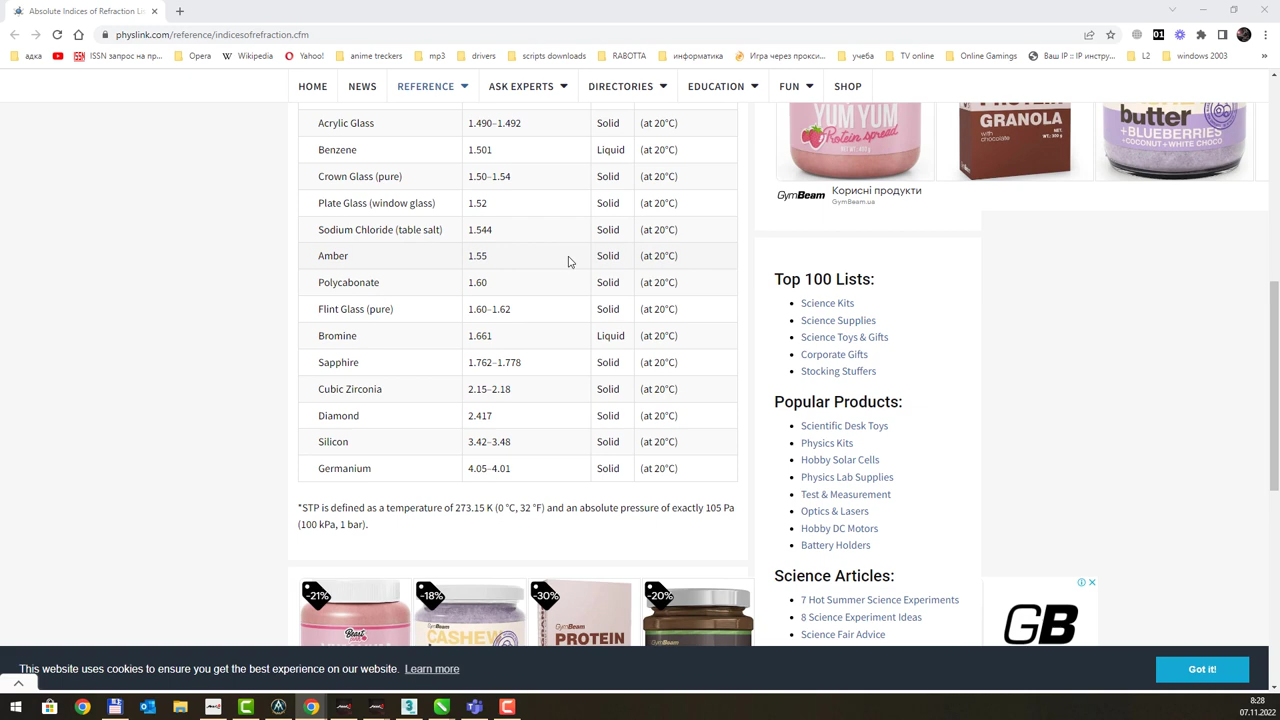 Absolute Indices of Refraction Lis
physlink.com/reference/indicesofrefraction.cfm
адка
ISSN запрос на пр...
Opera
Wikipedia
Yahoo!
anime treckers
mp3
drivers
scripts downloads
RABOTTA
информатика
Игра через прокси...
учеба
TV online
Online Gamings
Ваш IP :: IP инстру...
L2
windows 2003
HOME NEWS REFERENCE ASK EXPERTS DIRECTORIES EDUCATION FUN SHOP
Acrylic Glass 1.490–1.492 Solid (at 20°C)
Benzene 1.501 Liquid (at 20°C)
Crown Glass (pure) 1.50–1.54 Solid (at 20°C)
Plate Glass (window glass) 1.52 Solid (at 20°C)
Sodium Chloride (table salt) 1.544 Solid (at 20°C)
Amber 1.55 Solid (at 20°C)
Polycabonate 1.60 Solid (at 20°C)
Flint Glass (pure) 1.60–1.62 Solid (at 20°C)
Bromine 1.661 Liquid (at 20°C)
Sapphire 1.762–1.778 Solid (at 20°C)
Cubic Zirconia 2.15–2.18 Solid (at 20°C)
Diamond 2.417 Solid (at 20°C)
Silicon 3.42–3.48 Solid (at 20°C)
Germanium 4.05–4.01 Solid (at 20°C)
*STP is defined as a temperature of 273.15 K (0 °C, 32 °F) and an absolute pressure of exactly 105 Pa
(100 kPa, 1 bar).
YUM YUM
Protein spread
GRANOLA
with
chocolate
butter
+BLUEBERRIES
+COCONUT +WHITE CHOCO
GymBeam
Корисні продукти
GymBeam.ua
Top 100 Lists:
Science Kits
Science Supplies
Science Toys & Gifts
Corporate Gifts
Stocking Stuffers
Popular Products:
Scientific Desk Toys
Physics Kits
Hobby Solar Cells
Physics Lab Supplies
Test & Measurement
Optics & Lasers
Hobby DC Motors
Battery Holders
Science Articles:
7 Hot Summer Science Experiments
8 Science Experiment Ideas
Science Fair Advice
-21%
-18%
-30%
-20%
CASHEW
PROTEIN
GB
This website uses cookies to ensure you get the best experience on our website. Learn more
Got it!
8:28
07.11.2022